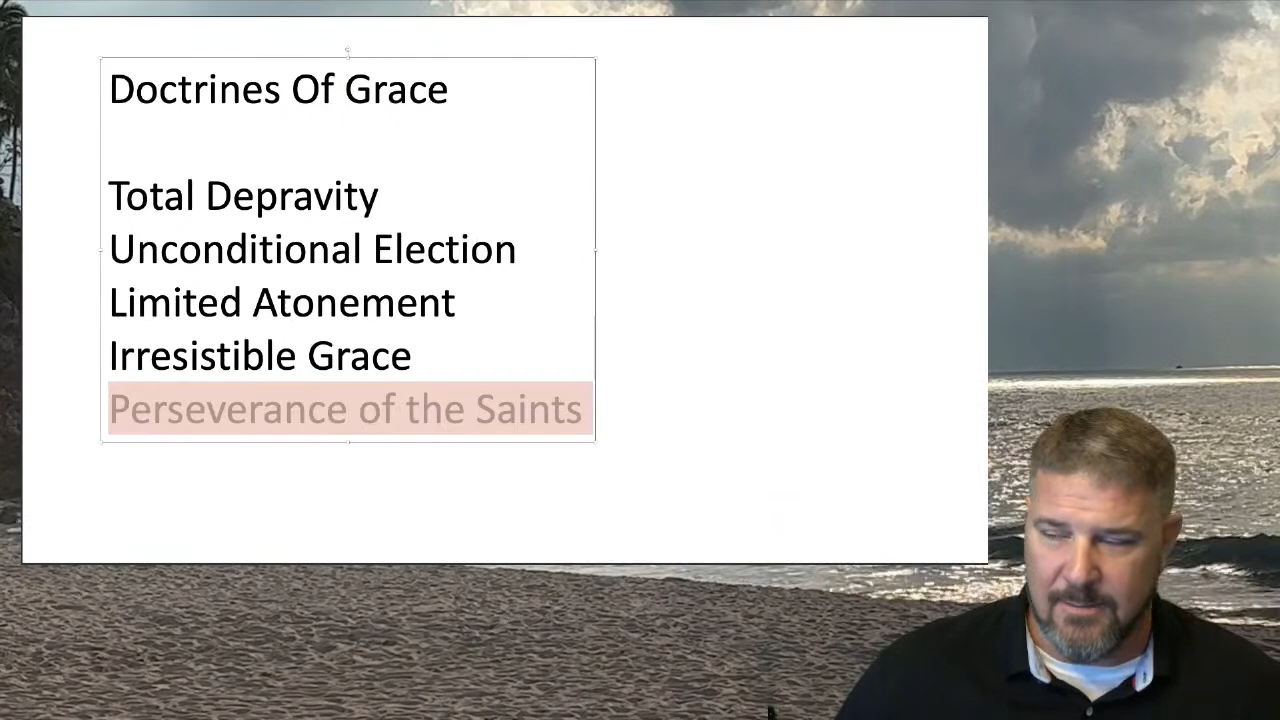 Doctrines Of Grace
Total Depravity
Unconditional Election
Limited Atonement
Irresistible Grace
Perseverance of the Saints